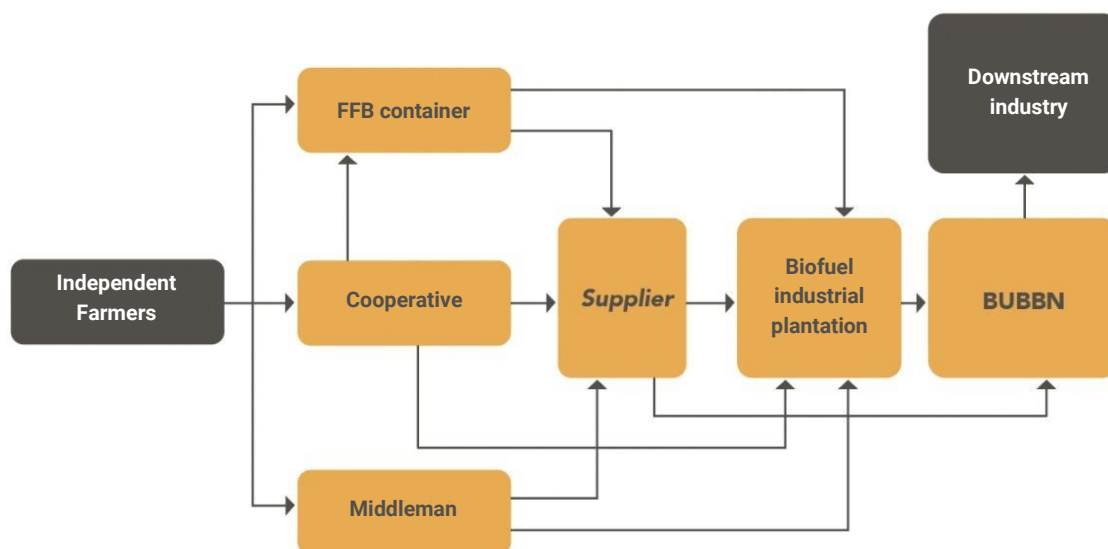 Downstream
industry
FFB container
Independent
Farmers
Cooperative
Supplier
Biofuel
industrial
plantation
BUBBN
Middleman